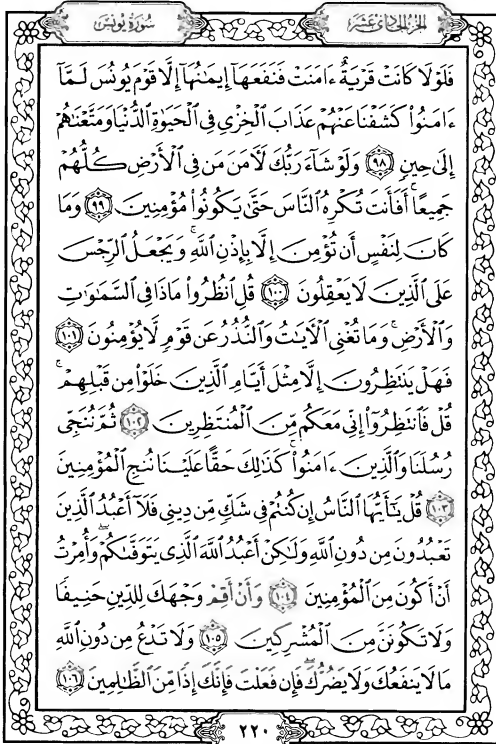 الجزء الحادي عشر
سورة يونس
فَلَوْلَا كَانَتْ قَرْيَةٌ ءَامَنَتْ فَنَفَعَهَآ إِيمَٰنُهَآ إِلَّا قَوْمَ يُونُسَ لَمَّآ
ءَامَنُوا۟ كَشَفْنَا عَنْهُمْ عَذَابَ ٱلْخِزْىِ فِى ٱلْحَيَوٰةِ ٱلدُّنْيَا وَمَتَّعْنَٰهُمْ
إِلَىٰ حِينٍ ٩٨ وَلَوْ شَآءَ رَبُّكَ لَءَامَنَ مَن فِى ٱلْأَرْضِ كُلُّهُمْ
جَمِيعًا ۚ أَفَأَنتَ تُكْرِهُ ٱلنَّاسَ حَتَّىٰ يَكُونُوا۟ مُؤْمِنِينَ ٩٩ وَمَا
كَانَ لِنَفْسٍ أَن تُؤْمِنَ إِلَّا بِإِذْنِ ٱللَّهِ ۚ وَيَجْعَلُ ٱلرِّجْسَ
عَلَى ٱلَّذِينَ لَا يَعْقِلُونَ ١٠٠ قُلِ ٱنظُرُوا۟ مَاذَا فِى ٱلسَّمَٰوَٰتِ
وَٱلْأَرْضِ ۚ وَمَا تُغْنِى ٱلْءَايَٰتُ وَٱلنُّذُرُ عَن قَوْمٍ لَّا يُؤْمِنُونَ ١٠١
فَهَلْ يَنتَظِرُونَ إِلَّا مِثْلَ أَيَّامِ ٱلَّذِينَ خَلَوْا۟ مِن قَبْلِهِمْ ۚ
قُلْ فَٱنتَظِرُوٓا۟ إِنِّى مَعَكُم مِّنَ ٱلْمُنتَظِرِينَ ١٠٢ ثُمَّ نُنَجِّى
رُسُلَنَا وَٱلَّذِينَ ءَامَنُوا۟ ۚ كَذَٰلِكَ حَقًّا عَلَيْنَا نُنجِ ٱلْمُؤْمِنِينَ
١٠٣ قُلْ يَٰٓأَيُّهَا ٱلنَّاسُ إِن كُنتُمْ فِى شَكٍّ مِّن دِينِى فَلَآ أَعْبُدُ ٱلَّذِينَ
تَعْبُدُونَ مِن دُونِ ٱللَّهِ وَلَٰكِنْ أَعْبُدُ ٱللَّهَ ٱلَّذِى يَتَوَفَّىٰكُمْ ۖ وَأُمِرْتُ
أَنْ أَكُونَ مِنَ ٱلْمُؤْمِنِينَ ١٠٤ وَأَنْ أَقِمْ وَجْهَكَ لِلدِّينِ حَنِيفًا
وَلَا تَكُونَنَّ مِنَ ٱلْمُشْرِكِينَ ١٠٥ وَلَا تَدْعُ مِن دُونِ ٱللَّهِ
مَا لَا يَنفَعُكَ وَلَا يَضُرُّكَ ۖ فَإِن فَعَلْتَ فَإِنَّكَ إِذًا مِّنَ ٱلظَّٰلِمِينَ ١٠٦
٢٢٠